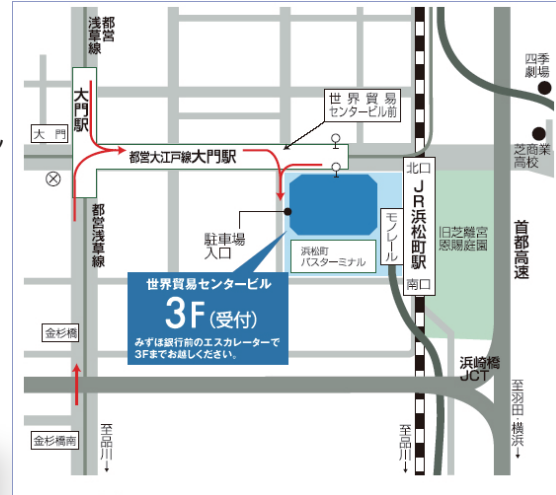 都営
浅草線
四季
劇場
大門駅
世界貿易
センタービル前
大門
都営大江戸線大門駅
芝商業
高校
北口
JR浜松町駅
南口
モノレール
旧芝離宮
恩賜庭園
首都高速
都営浅草線
駐車場
入口
浜松町
バスターミナル
世界貿易センタービル
3F(受付)
みずほ銀行前のエスカレーターで
3Fまでお越しください。
金杉橋
浜崎橋
JCT
金杉橋南
至品川→
至品川→
至羽田・横浜→